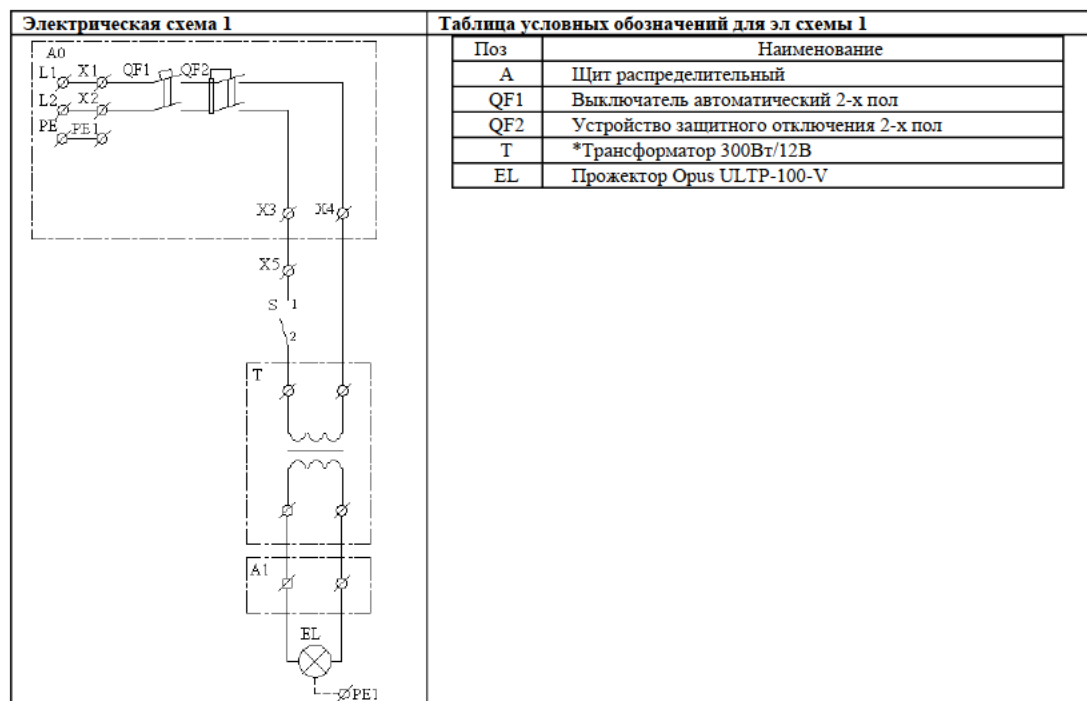 Электрическая схема 1
Таблица условных обозначений для эл схемы 1
A0
L1 X1 QF1 QF2
L2 X2
PE PE1
X3 X4
X5
S 1
2
T
A1
EL
PE1
Поз Наименование
A Щит распределительный
QF1 Выключатель автоматический 2-х пол
QF2 Устройство защитного отключения 2-х пол
T *Трансформатор 300Вт/12В
EL Прожектор Opus ULTP-100-V